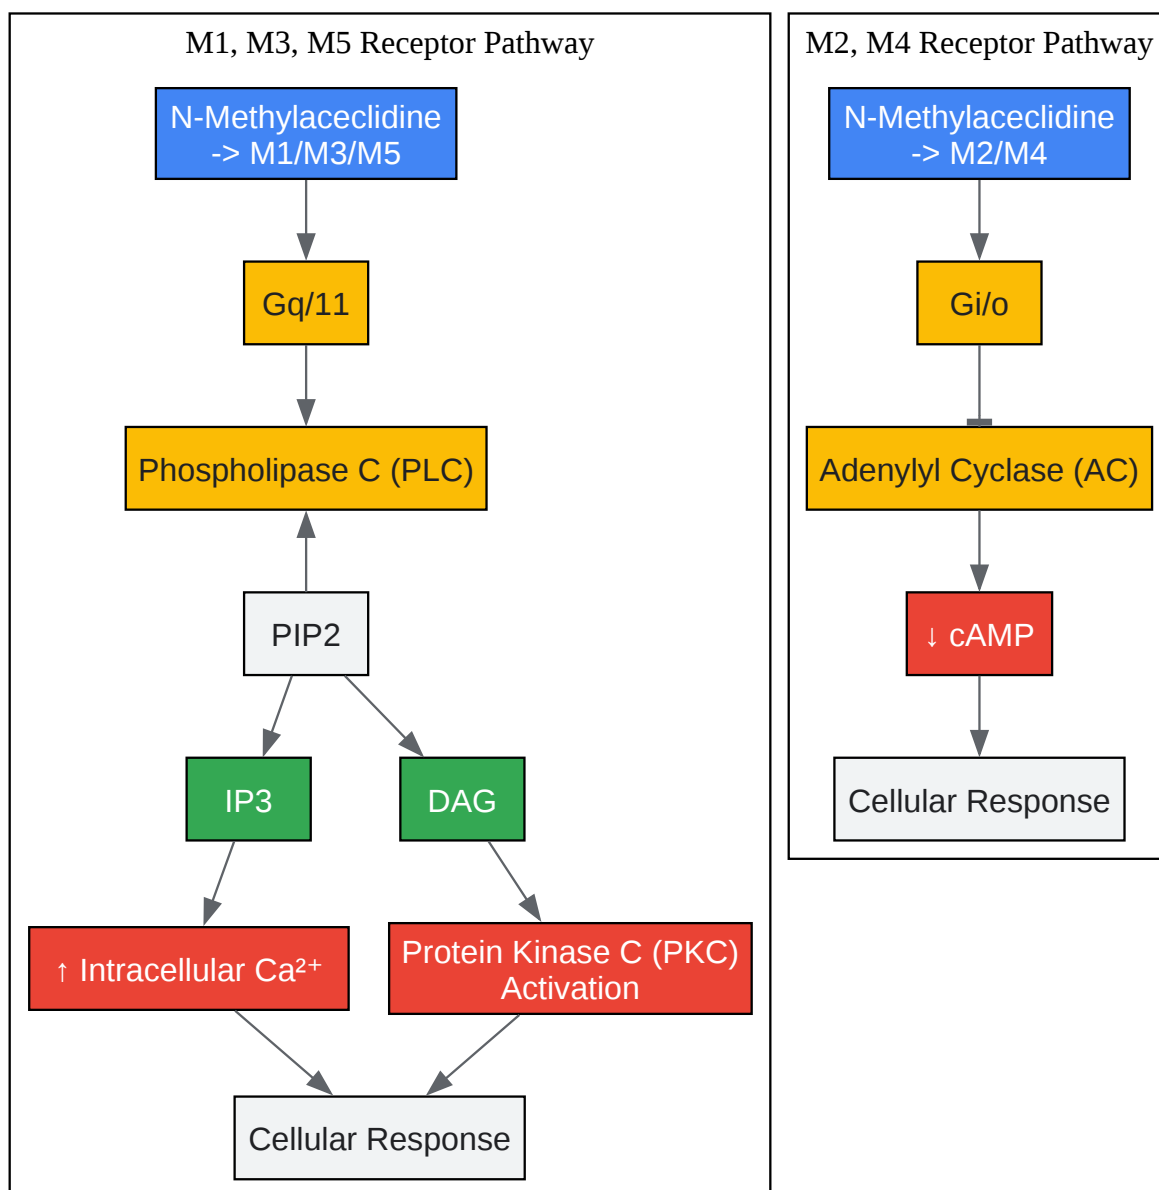 M1, M3, M5 Receptor Pathway
N-Methylaceclidine
-> M1/M3/M5
Gq/11
Phospholipase C (PLC)
PIP2
IP3
DAG
↑ Intracellular Ca²⁺
Protein Kinase C (PKC)
Activation
Cellular Response
M2, M4 Receptor Pathway
N-Methylaceclidine
-> M2/M4
Gi/o
Adenylyl Cyclase (AC)
↓ cAMP
Cellular Response